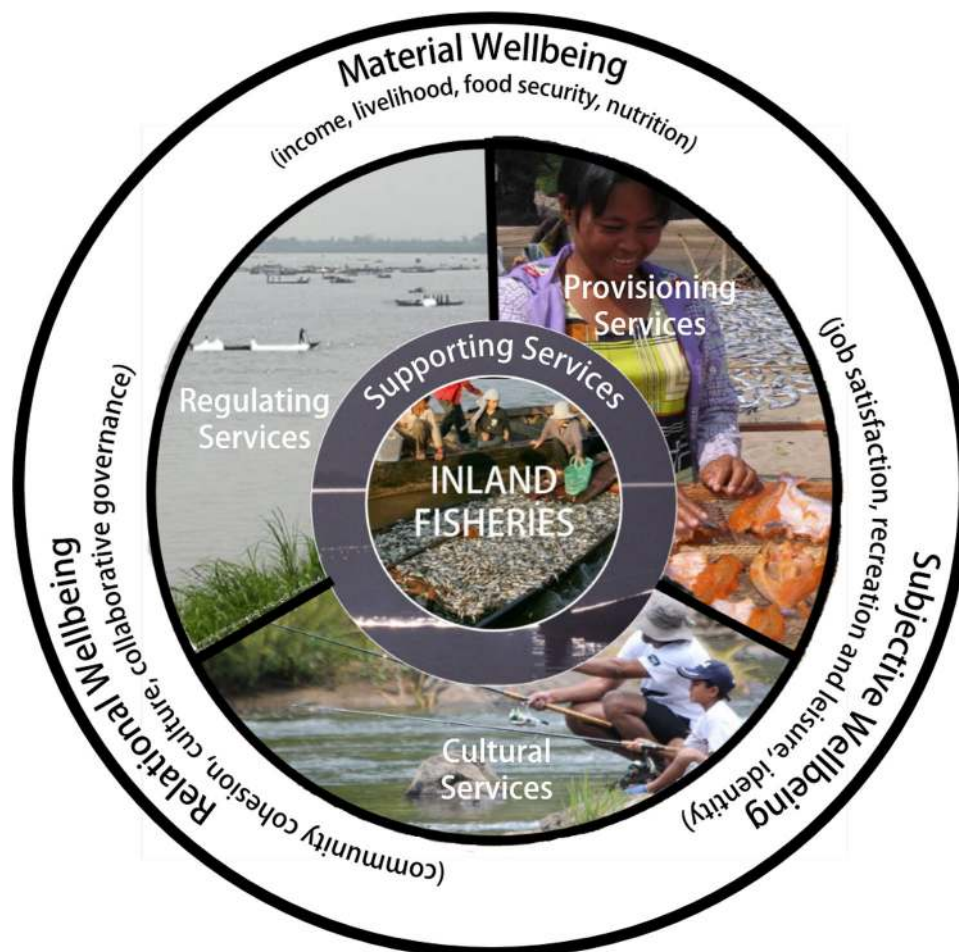 Material Wellbeing
(income, livelihood, food security, nutrition)
Provisioning
Services
Supporting Services
Regulating
Services
INLAND
FISHERIES
Cultural
Services
Relational Wellbeing
(community cohesion, culture, collaborative governance)
Subjective Wellbeing
(job satisfaction, recreation and leisure, identity)